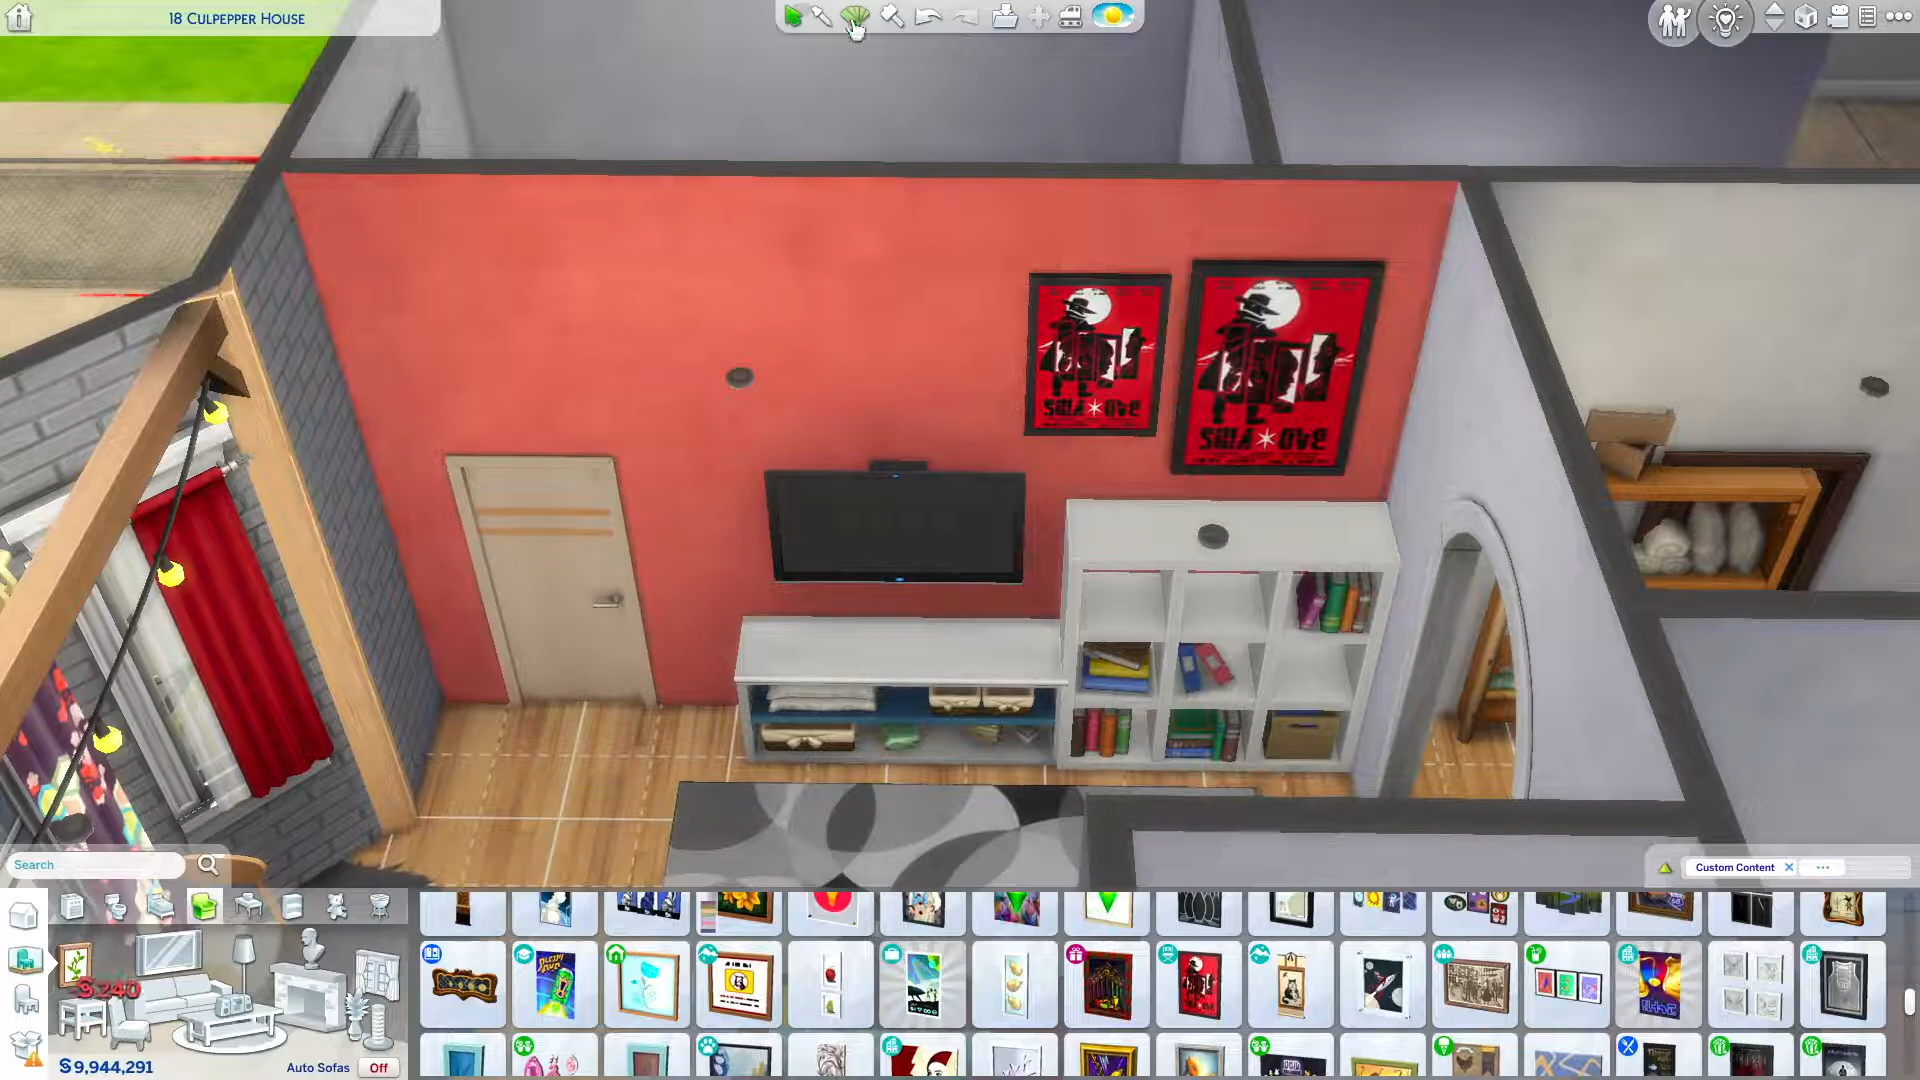 18 CULPEPPER HOUSE
Search
Custom Content
§240
§9,944,291
Auto Sofas
Off